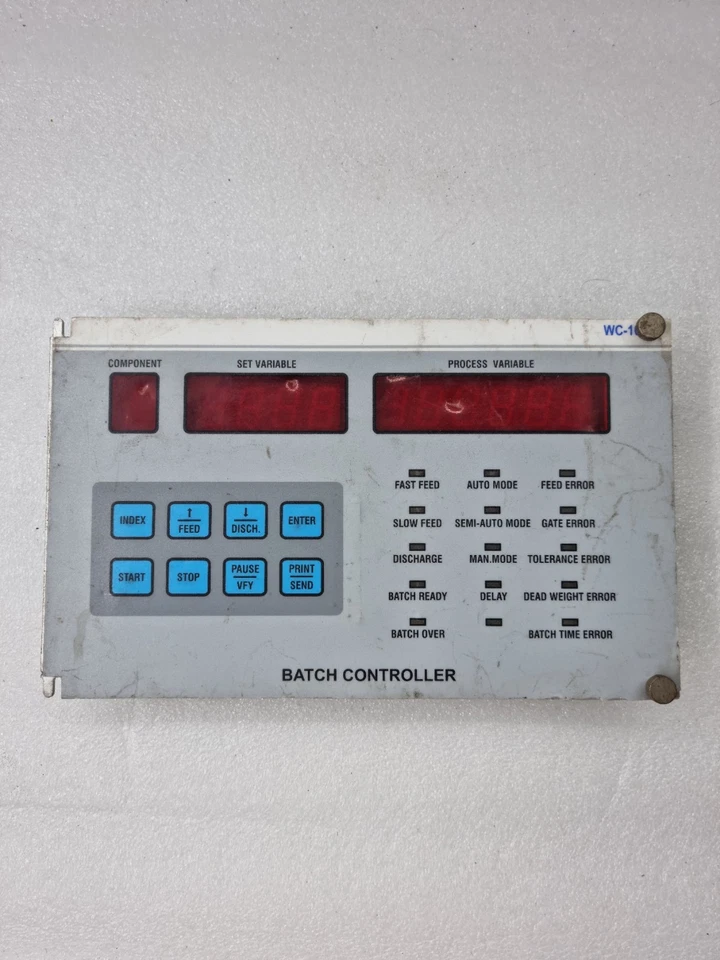 WC-10
COMPONENT
SET VARIABLE
PROCESS VARIABLE
FAST FEED
AUTO MODE
FEED ERROR
SLOW FEED
SEMI-AUTO MODE
GATE ERROR
DISCHARGE
MAN.MODE
TOLERANCE ERROR
BATCH READY
DELAY
DEAD WEIGHT ERROR
BATCH OVER
BATCH TIME ERROR
INDEX
↑
FEED
↓
DISCH.
ENTER
START
STOP
PAUSE
VFY
PRINT
SEND
BATCH CONTROLLER